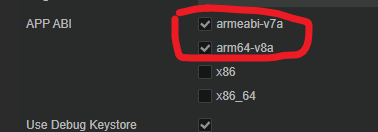 APP ABI
armeabi-v7a
arm64-v8a
x86
x86_64
Use Debug Keystore